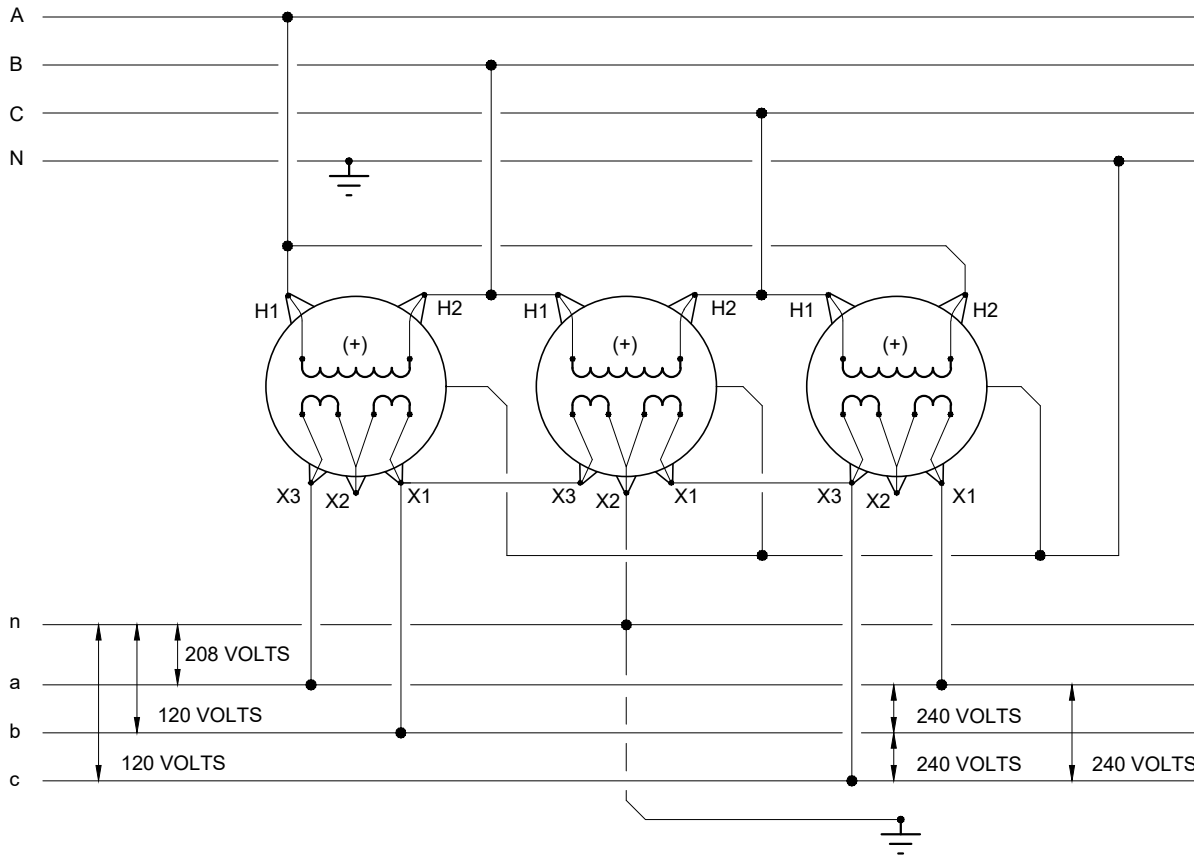 A
B
C
N
H1 H2 H1 H2 H1 H2
(+) (+) (+)
X3 X2 X1 X3 X2 X1 X3 X2 X1
n
208 VOLTS
a
120 VOLTS 240 VOLTS
b
120 VOLTS 240 VOLTS 240 VOLTS
c